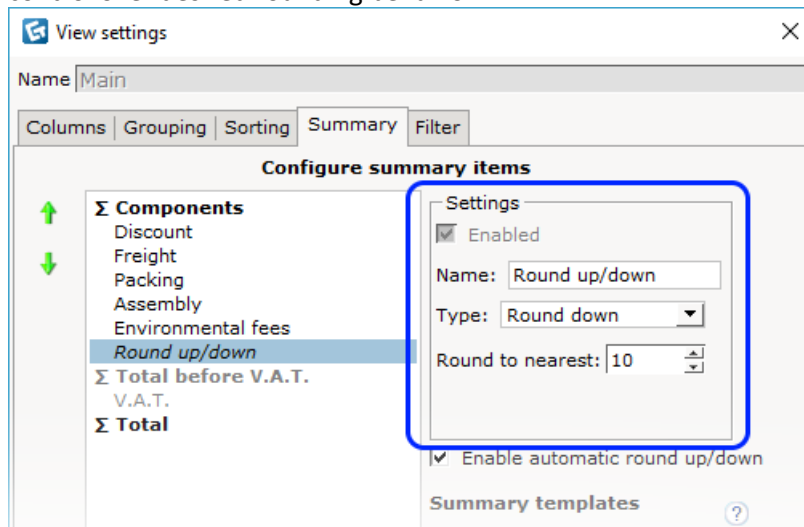 View settings
Name Main
Columns Grouping Sorting Summary Filter
Configure summary items
Σ Components
Discount
Freight
Packing
Assembly
Environmental fees
Round up/down
Σ Total before V.A.T.
V.A.T.
Σ Total
Settings
Enabled
Name: Round up/down
Type: Round down
Round to nearest: 10
Enable automatic round up/down
Summary templates
?